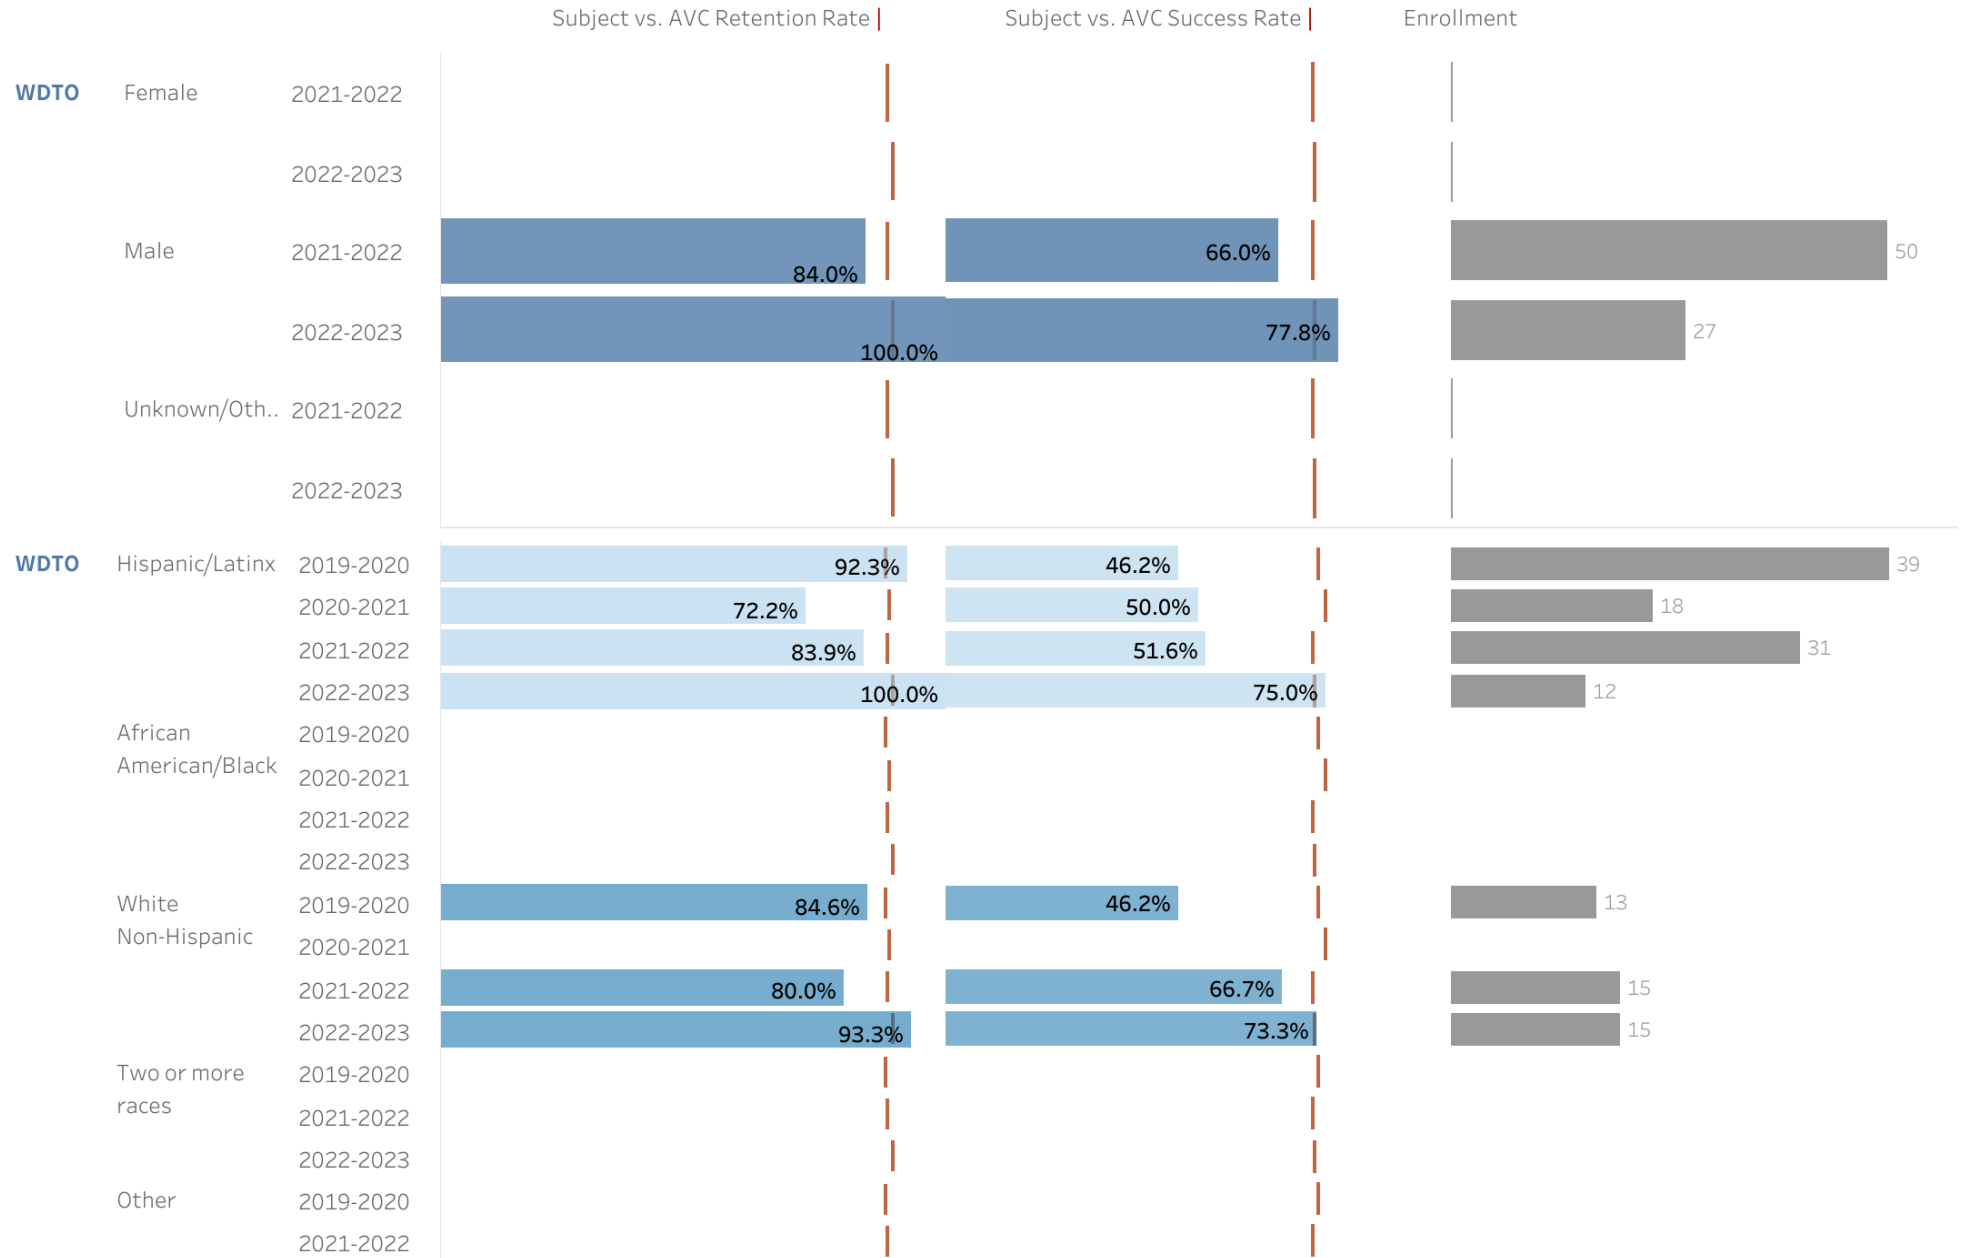 Subject vs. AVC Retention Rate Subject vs. AVC Success Rate Enrollment
WDTO Female 2021-2022
2022-2023
Male 2021-2022 84.0% 66.0% 50
2022-2023 100.0% 77.8% 27
Unknown/Oth.. 2021-2022
2022-2023
WDTO Hispanic/Latinx 2019-2020 92.3% 46.2% 39
2020-2021 72.2% 50.0% 18
2021-2022 83.9% 51.6% 31
2022-2023 100.0% 75.0% 12
African American/Black 2019-2020
2020-2021
2021-2022
2022-2023
White Non-Hispanic 2019-2020 84.6% 46.2% 13
2020-2021
2021-2022 80.0% 66.7% 15
2022-2023 93.3% 73.3% 15
Two or more races 2019-2020
2021-2022
2022-2023
Other 2019-2020
2021-2022